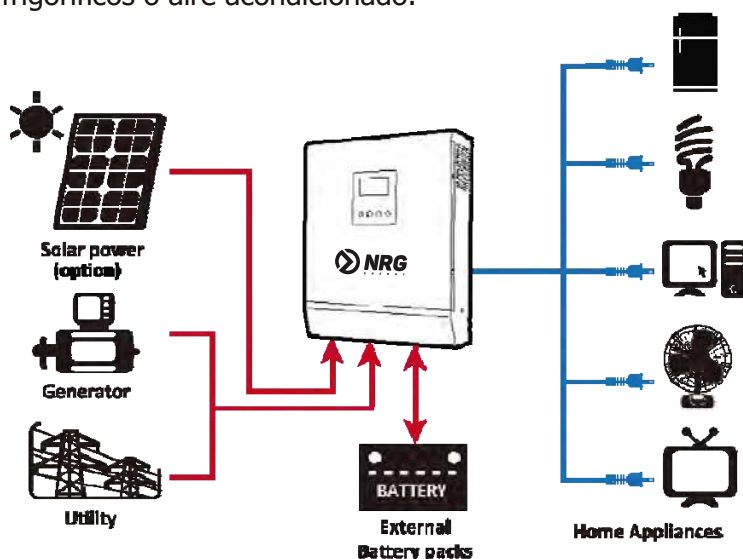 frigoríficos o aire acondicionado.
Solar power
(option)
NRG
Generator
Utility
BATTERY
External
Battery packs
Home Appliances